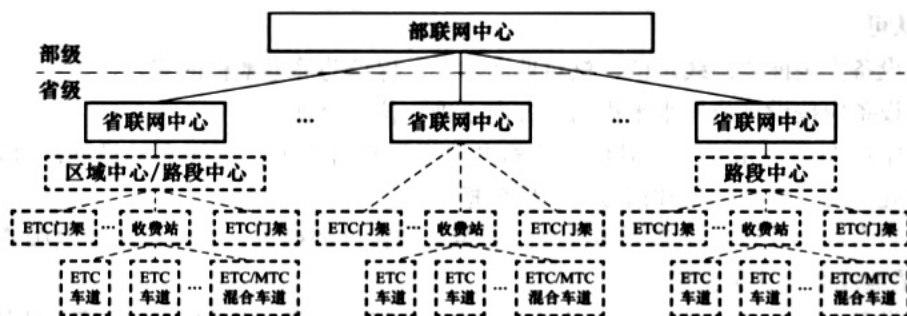 部联网中心
部级
省级
省联网中心 … 省联网中心 … 省联网中心
区域中心/路段中心 路段中心
ETC门架 … 收费站 ETC门架 ETC门架 … 收费站 ETC门架 ETC门架 … 收费站 ETC门架
ETC ETC ETC/MTC ETC ETC ETC/MTC ETC ETC ETC/MTC
车道 车道 … 混合车道 车道 车道 … 混合车道 车道 车道 … 混合车道